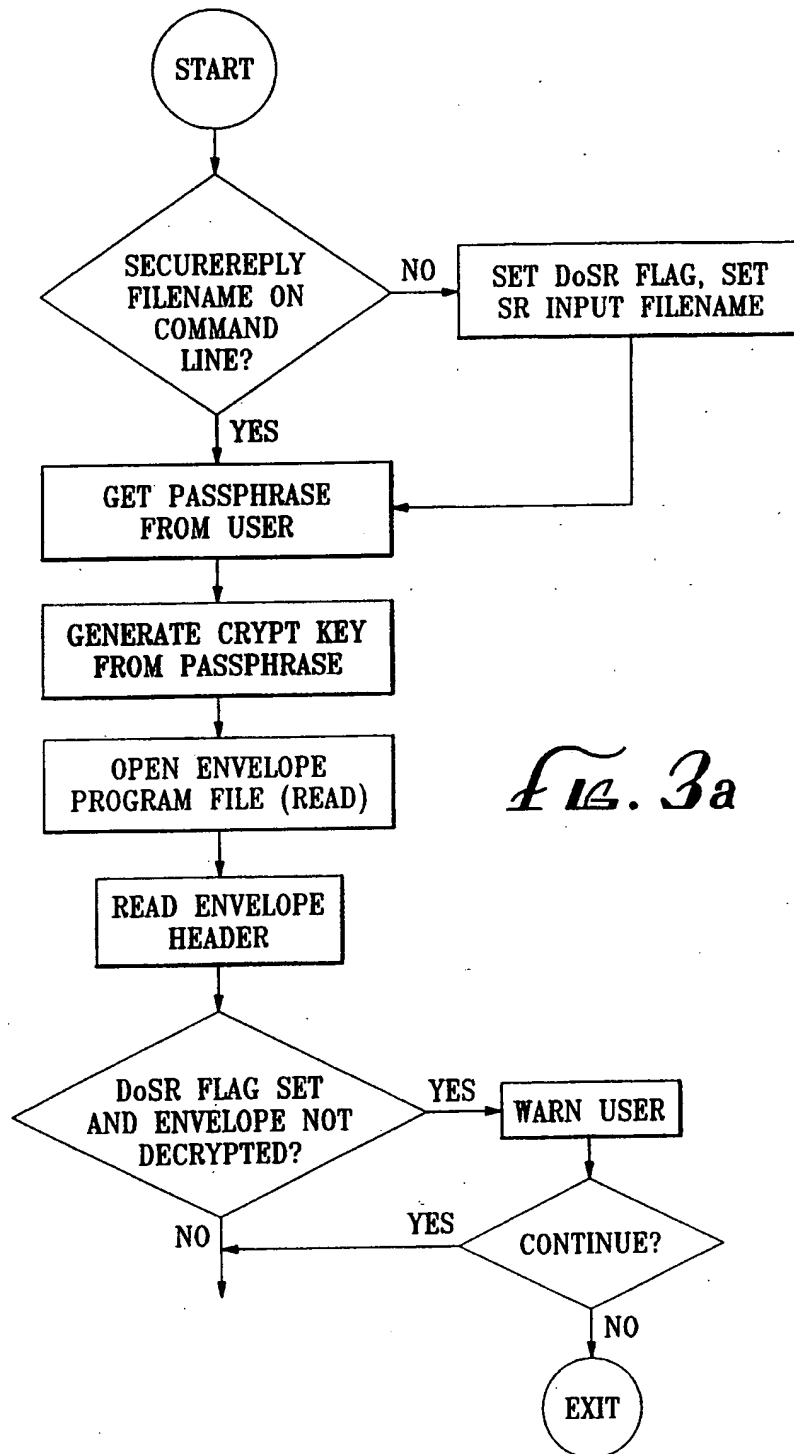 START
SECUREREPLY
FILENAME ON
COMMAND
LINE?
NO
SET DoSR FLAG, SET
SR INPUT FILENAME
YES
GET PASSPHRASE
FROM USER
GENERATE CRYPT KEY
FROM PASSPHRASE
OPEN ENVELOPE
PROGRAM FILE (READ)
FIG. 3a
READ ENVELOPE
HEADER
DoSR FLAG SET
AND ENVELOPE NOT
DECRYPTED?
YES
WARN USER
NO
YES
CONTINUE?
NO
EXIT